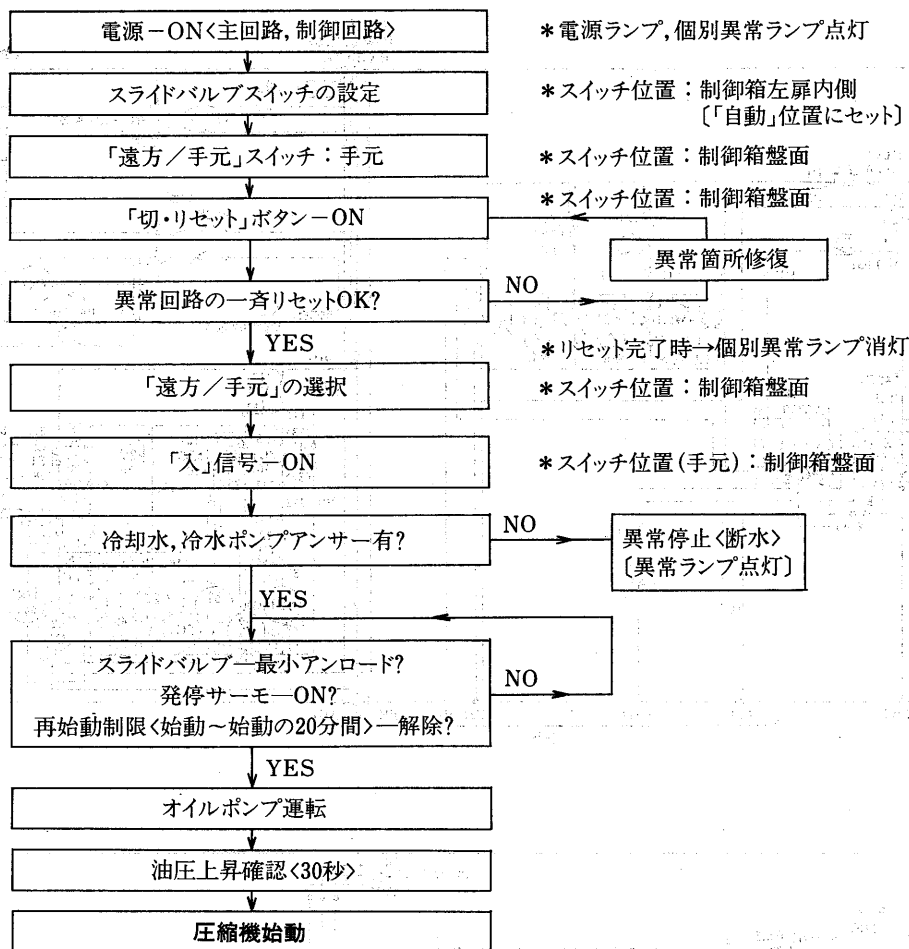 電源－ON〈主回路, 制御回路〉
＊電源ランプ, 個別異常ランプ点灯
スライドバルブスイッチの設定
＊スイッチ位置：制御箱左扉内側
〔「自動」位置にセット〕
「遠方／手元」スイッチ：手元
＊スイッチ位置：制御箱盤面
＊スイッチ位置：制御箱盤面
「切・リセット」ボタン－ON
異常箇所修復
異常回路の一斉リセットOK?
NO
YES
＊リセット完了時→個別異常ランプ消灯
「遠方／手元」の選択
＊スイッチ位置：制御箱盤面
「入」信号－ON
＊スイッチ位置(手元)：制御箱盤面
冷却水, 冷水ポンプアンサー有?
NO
異常停止〈断水〉
〔異常ランプ点灯〕
YES
スライドバルブ―最小アンロード?
発停サーモ―ON?
再始動制限〈始動～始動の20分間〉―解除?
NO
YES
オイルポンプ運転
油圧上昇確認〈30秒〉
圧縮機始動